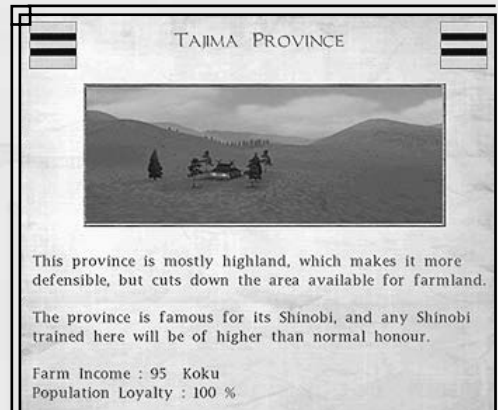 Tajima Province
This province is mostly highland, which makes it more
defensible, but cuts down the area available for farmland.
The province is famous for its Shinobi, and any Shinobi
trained here will be of higher than normal honour.
Farm Income : 95 Koku
Population Loyalty : 100 %